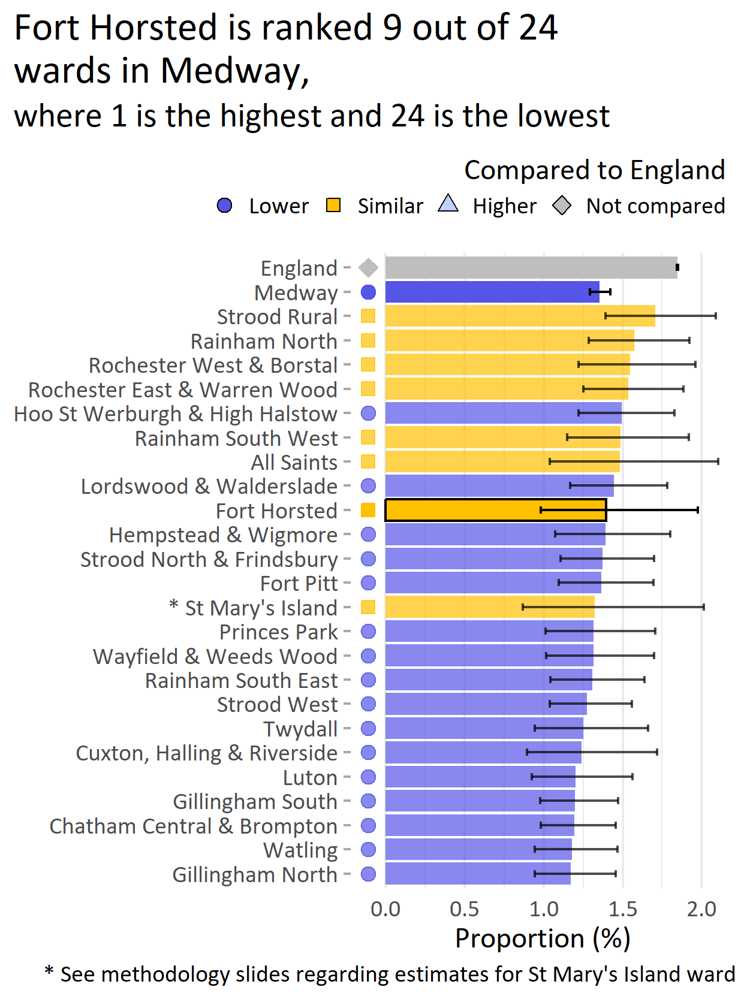 Fort Horsted is ranked 9 out of 24
wards in Medway,
where 1 is the highest and 24 is the lowest
Compared to England
Lower Similar Higher Not compared
England
Medway
Strood Rural
Rainham North
Rochester West & Borstal
Rochester East & Warren Wood
Hoo St Werburgh & High Halstow
Rainham South West
All Saints
Lordswood & Walderslade
Fort Horsted
Hempstead & Wigmore
Strood North & Frindsbury
Fort Pitt
* St Mary's Island
Princes Park
Wayfield & Weeds Wood
Rainham South East
Strood West
Twydall
Cuxton, Halling & Riverside
Luton
Gillingham South
Chatham Central & Brompton
Watling
Gillingham North
0.0 0.5 1.0 1.5 2.0
Proportion (%)
* See methodology slides regarding estimates for St Mary's Island ward